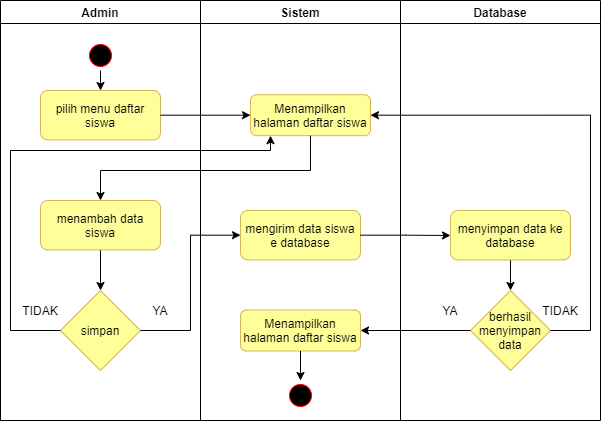 Admin
Sistem
Database
pilih menu daftar
siswa
Menampilkan
halaman daftar siswa
menambah data
siswa
mengirim data siswa
e database
menyimpan data ke
database
TIDAK
simpan
YA
Menampilkan
halaman daftar siswa
YA
berhasil
menyimpan
data
TIDAK